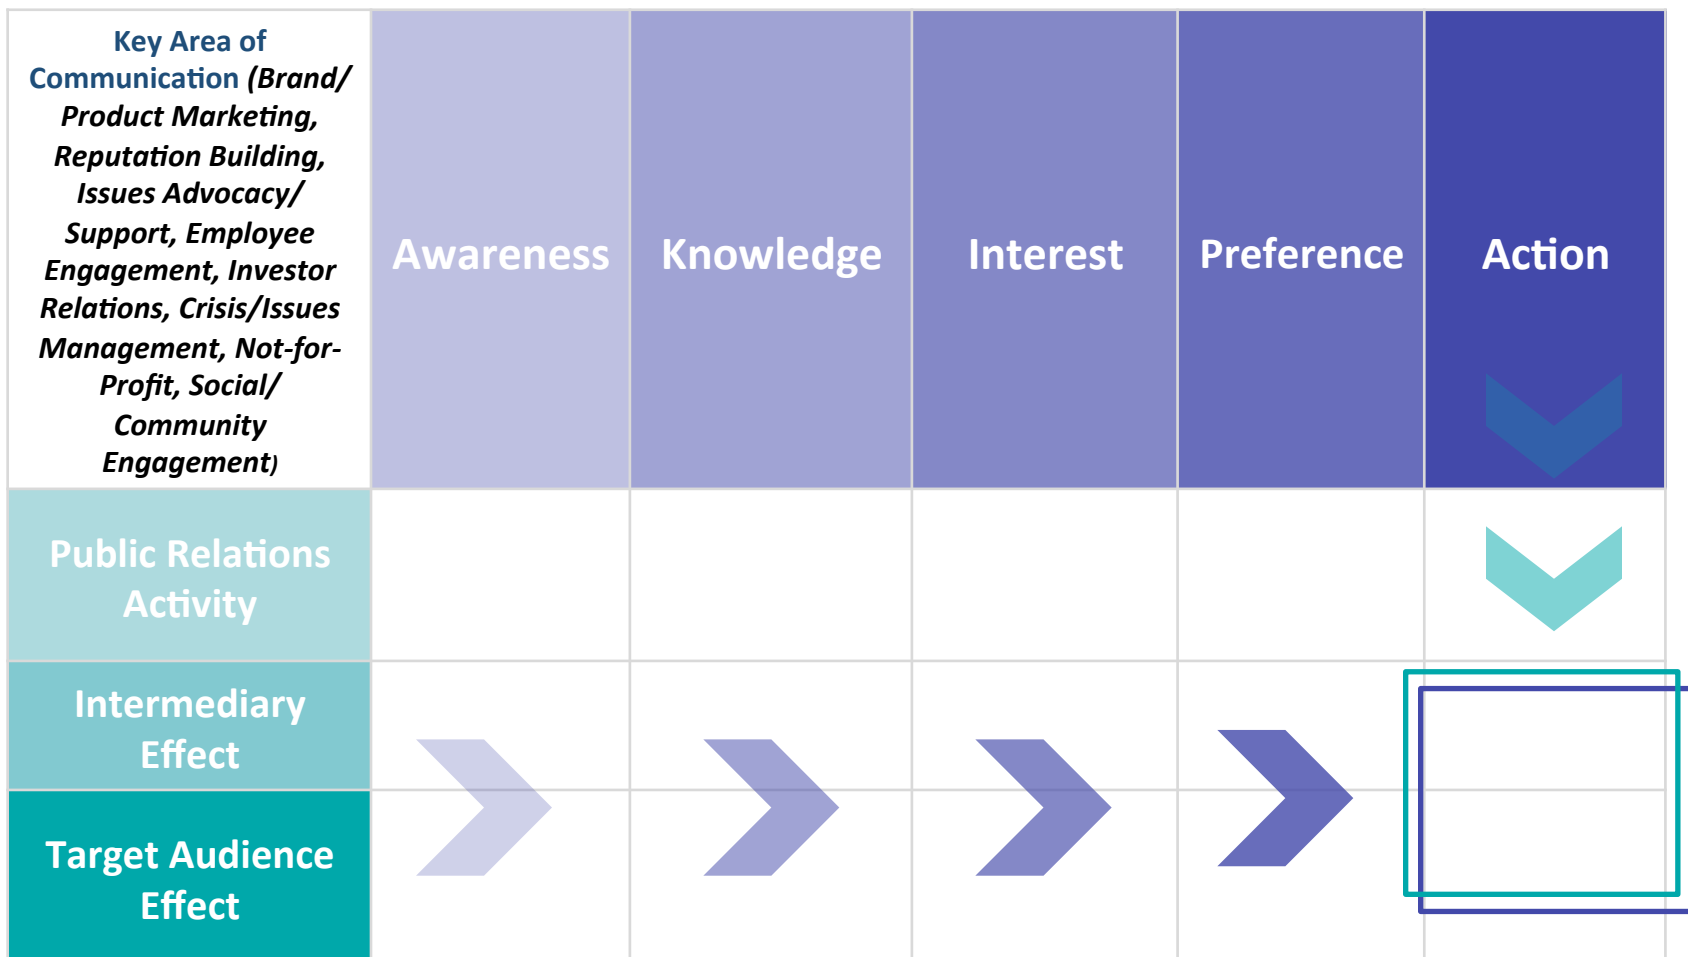 Key Area of
Communication (Brand/
Product Marketing,
Reputation Building,
Issues Advocacy/
Support, Employee
Engagement, Investor
Relations, Crisis/Issues
Management, Not-for-
Profit, Social/
Community
Engagement)
Awareness
Knowledge
Interest
Preference
Action
Public Relations
Activity
Intermediary
Effect
Target Audience
Effect